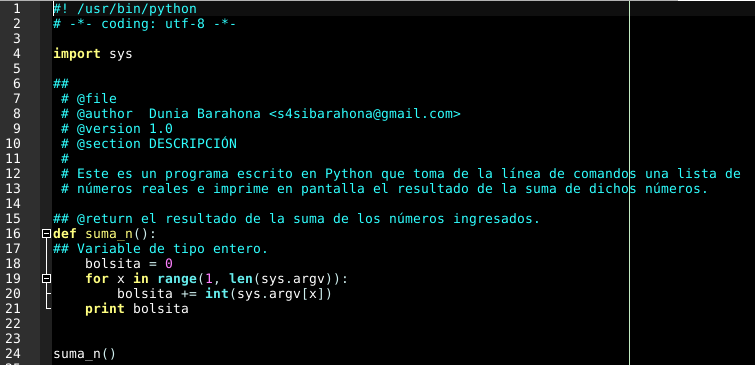 1 #! /usr/bin/python
2 # -*- coding: utf-8 -*-
3
4 import sys
5
6 ##
7  # @file
8  # @author  Dunia Barahona <s4sibarahona@gmail.com>
9  # @version 1.0
10  # @section DESCRIPCIÓN
11  #
12  # Este es un programa escrito en Python que toma de la línea de comandos una lista de
13  # números reales e imprime en pantalla el resultado de la suma de dichos números.
14
15 ## @return el resultado de la suma de los números ingresados.
16 def suma_n():
17 ## Variable de tipo entero.
18     bolsita = 0
19     for x in range(1, len(sys.argv)):
20         bolsita += int(sys.argv[x])
21     print bolsita
22
23
24 suma_n()